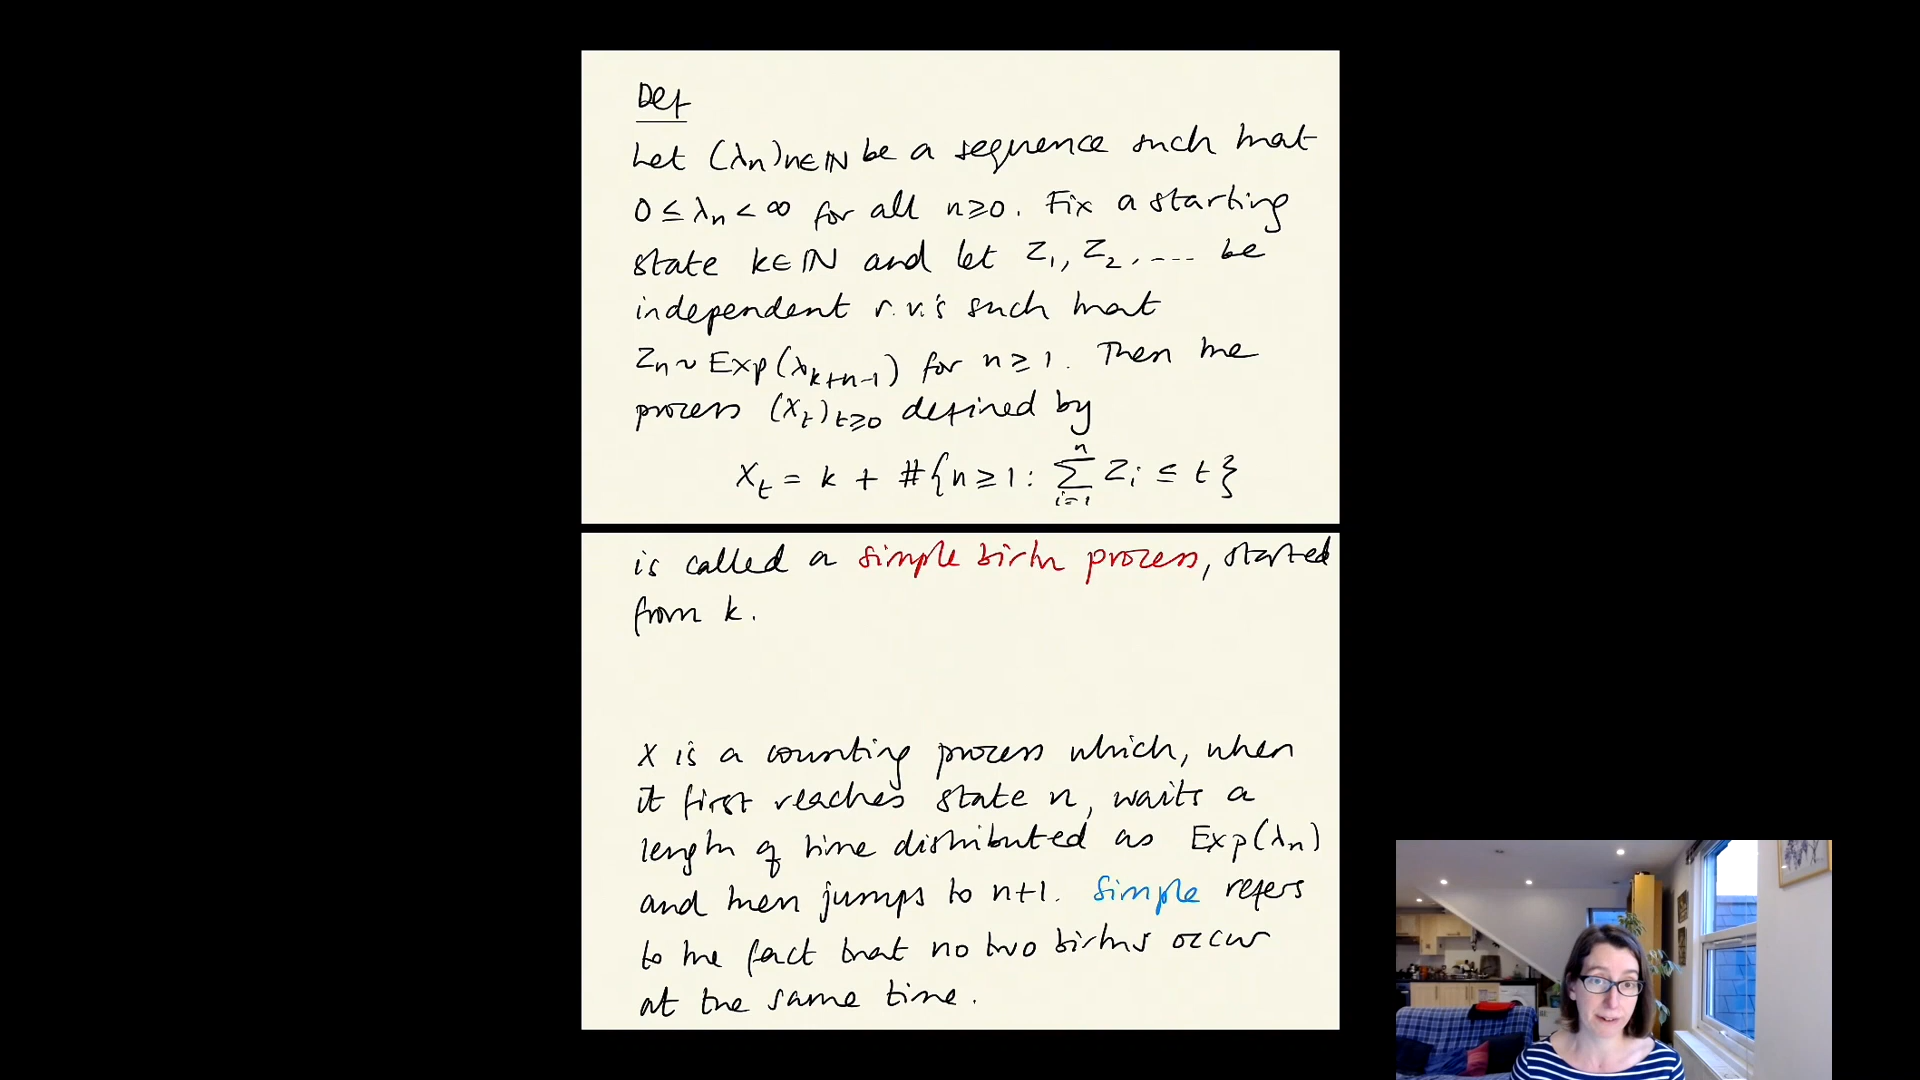 Def
Let (λn)n∈ℕ be a sequence such that
0 ≤ λn < ∞ for all n ≥ 0. Fix a starting
state k ∈ ℕ and let Z1, Z2, .... be
independent r.v.'s such that
Zn ~ Exp(λk+n-1) for n ≥ 1. Then the
process (Xt)t≥0 defined by
Xt = k + #{n ≥ 1: ∑ⁿi=1 Zi ≤ t}
is called a simple birth process, started
from k.
X is a counting process which, when
it first reaches state n, waits a
length of time distributed as Exp(λn)
and then jumps to n+1. Simple refers
to the fact that no two births occur
at the same time.